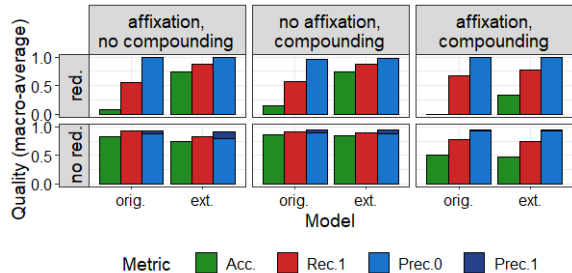 affixation, no compounding
no affixation, compounding
affixation, compounding
Quality (macro−average)
red.
1.0
0.5
0.0
no red.
1.0
0.5
0.0
orig. ext. orig. ext. orig. ext.
Model
Metric Acc. Rec.1 Prec.0 Prec.1